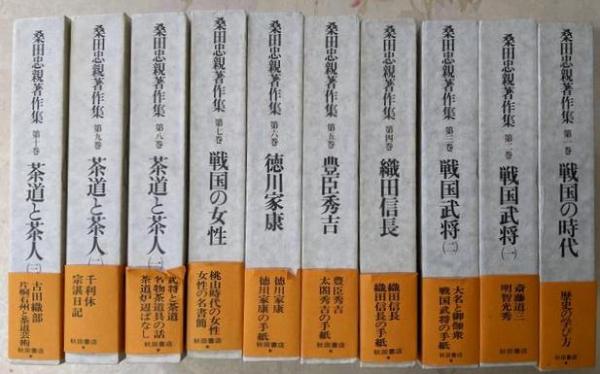 桑田忠親著作集 第一巻 戦国の時代
歴史の学び方
秋田書店
桑田忠親著作集 第二巻 戦国武将(一)
斎藤道三
明智光秀
秋田書店
桑田忠親著作集 第三巻 戦国武将(二)
大名と御伽衆
戦国武将の手紙
秋田書店
桑田忠親著作集 第四巻 織田信長
織田信長
織田信長の手紙
秋田書店
桑田忠親著作集 第五巻 豊臣秀吉
豊臣秀吉
太閤秀吉の手紙
秋田書店
桑田忠親著作集 第六巻 徳川家康
徳川家康
徳川家康の手紙
秋田書店
桑田忠親著作集 第七巻 戦国の女性
桃山時代の女性
女性の名書簡
秋田書店
桑田忠親著作集 第八巻 茶道と茶人(一)
武将と茶道
名物茶道具の話
茶道炉辺ばなし
秋田書店
桑田忠親著作集 第九巻 茶道と茶人(二)
千利休
宗湛日記
秋田書店
桑田忠親著作集 第十巻 茶道と茶人(三)
古田織部
片桐石州と茶道芸術
秋田書店